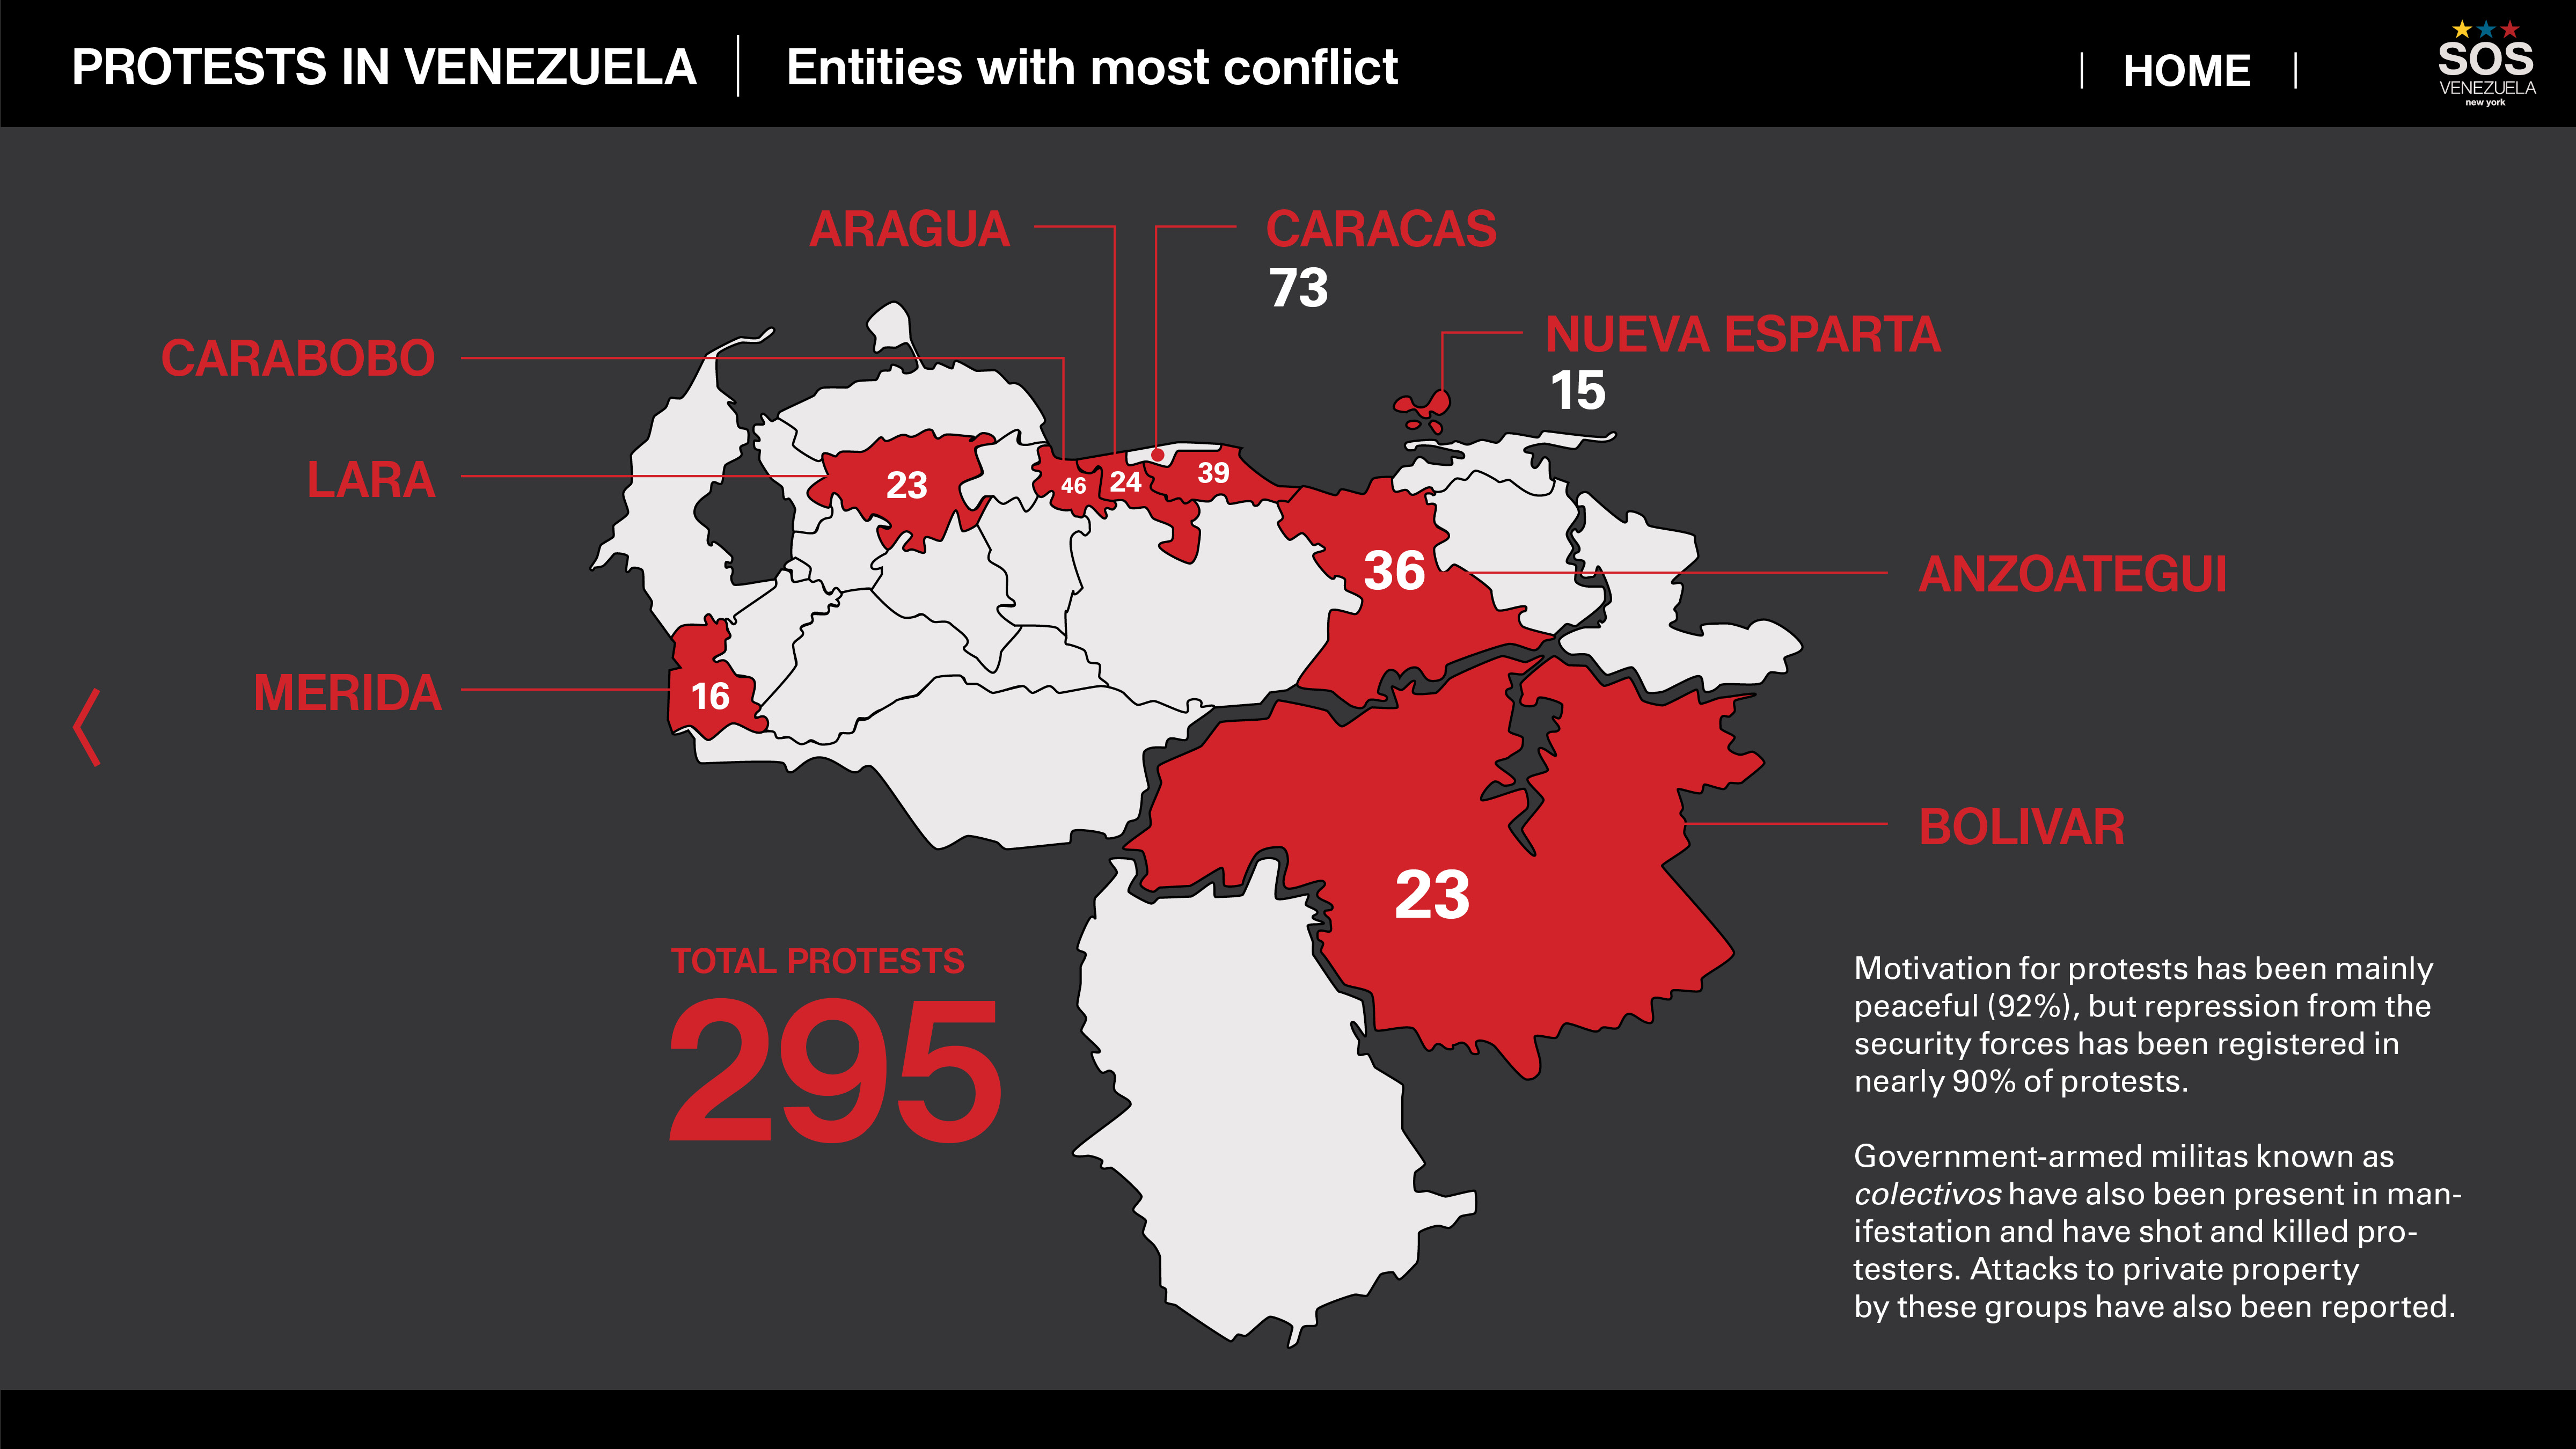 PROTESTS IN VENEZUELA
Entities with most conflict
HOME
SOS
VENEZUELA
new york
ARAGUA
CARACAS
73
NUEVA ESPARTA
15
CARABOBO
LARA
23
46
24
39
36
ANZOATEGUI
MERIDA
16
BOLIVAR
23
TOTAL PROTESTS
295
Motivation for protests has been mainly
peaceful (92%), but repression from the
security forces has been registered in
nearly 90% of protests.
Government-armed militas known as
colectivos have also been present in man-
ifestation and have shot and killed pro-
testers. Attacks to private property
by these groups have also been reported.